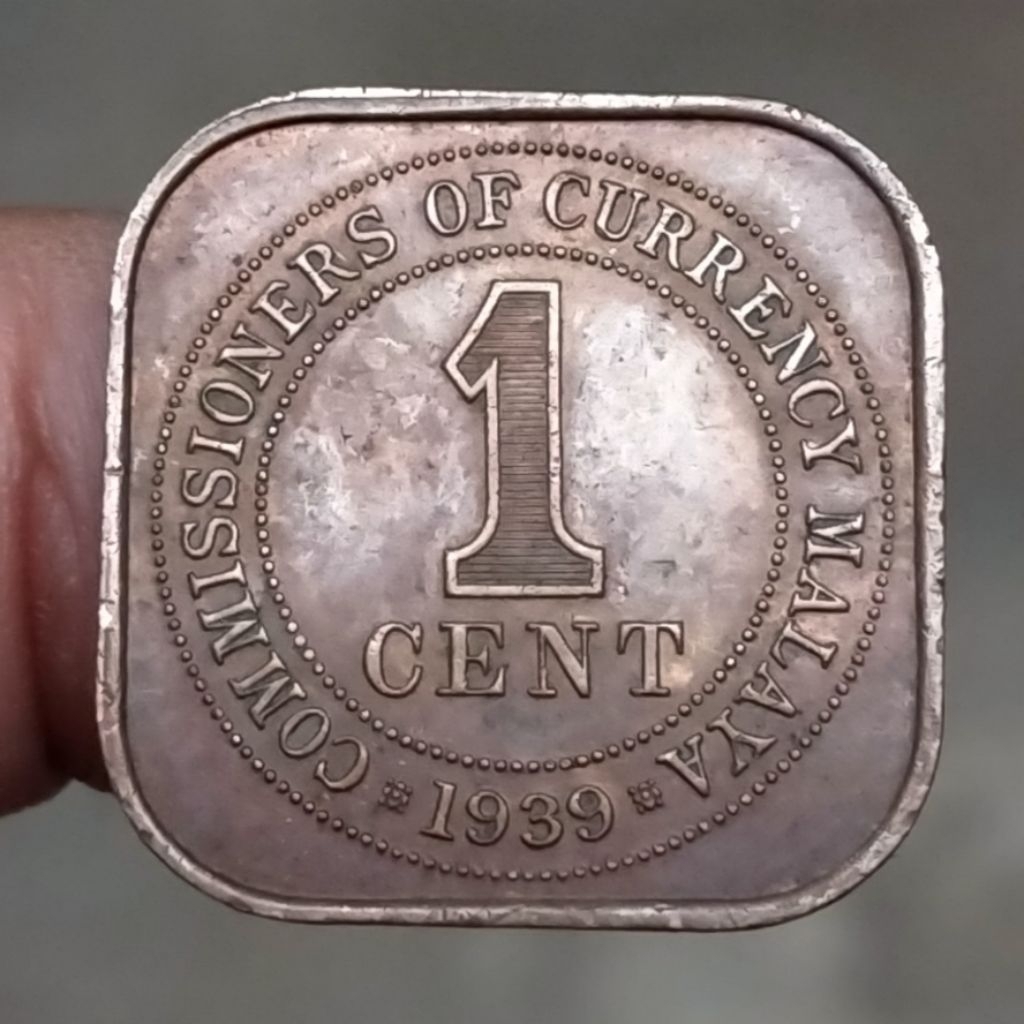 COMMISSIONERS OF CURRENCY MALAYA
1
CENT
1939